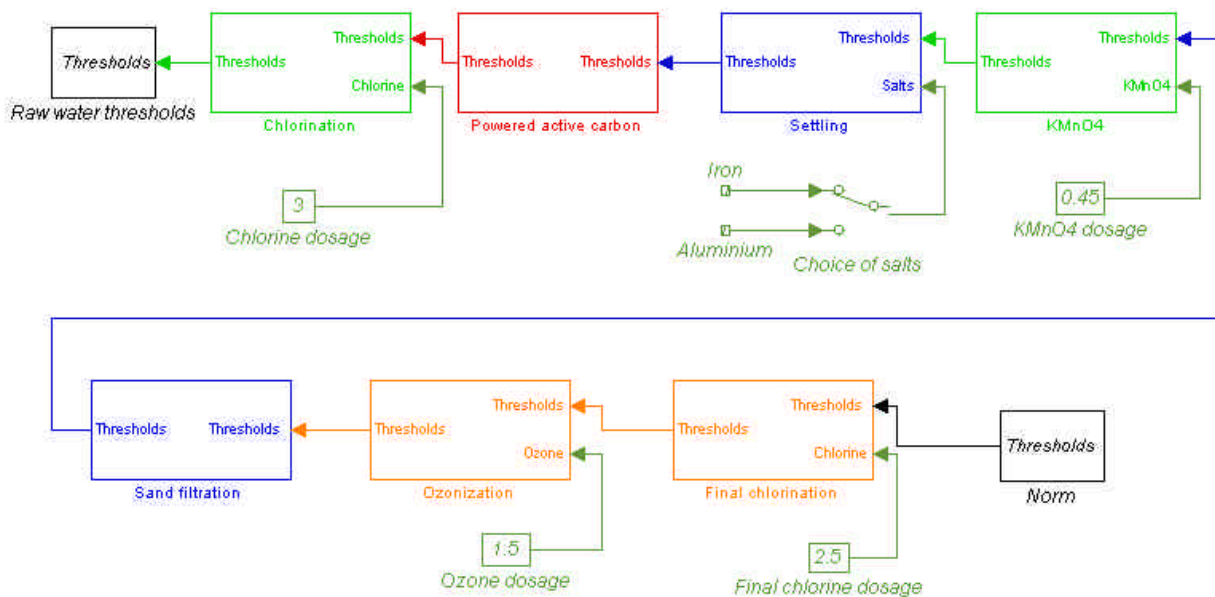 Thresholds
Raw water thresholds
Thresholds
Thresholds
Chlorine
Chlorination
3
Chlorine dosage
Thresholds
Thresholds
Powered active carbon
Thresholds
Thresholds
Salts
Settling
Iron
Aluminium
Choice of salts
Thresholds
Thresholds
KMnO4
KMnO4
0.45
KMnO4 dosage
Thresholds
Thresholds
Sand filtration
Thresholds
Thresholds
Ozone
Ozonization
1.5
Ozone dosage
Thresholds
Thresholds
Chlorine
Final chlorination
2.5
Final chlorine dosage
Thresholds
Norm